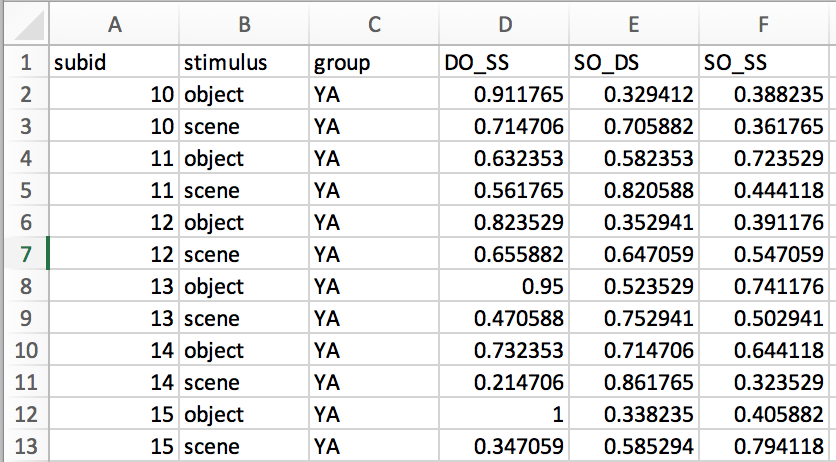 A B C D E F
1 subid stimulus group DO_SS SO_DS SO_SS
2 10 object YA 0.911765 0.329412 0.388235
3 10 scene YA 0.714706 0.705882 0.361765
4 11 object YA 0.632353 0.582353 0.723529
5 11 scene YA 0.561765 0.820588 0.444118
6 12 object YA 0.823529 0.352941 0.391176
7 12 scene YA 0.655882 0.647059 0.547059
8 13 object YA 0.95 0.523529 0.741176
9 13 scene YA 0.470588 0.752941 0.502941
10 14 object YA 0.732353 0.714706 0.644118
11 14 scene YA 0.214706 0.861765 0.323529
12 15 object YA 1 0.338235 0.405882
13 15 scene YA 0.347059 0.585294 0.794118